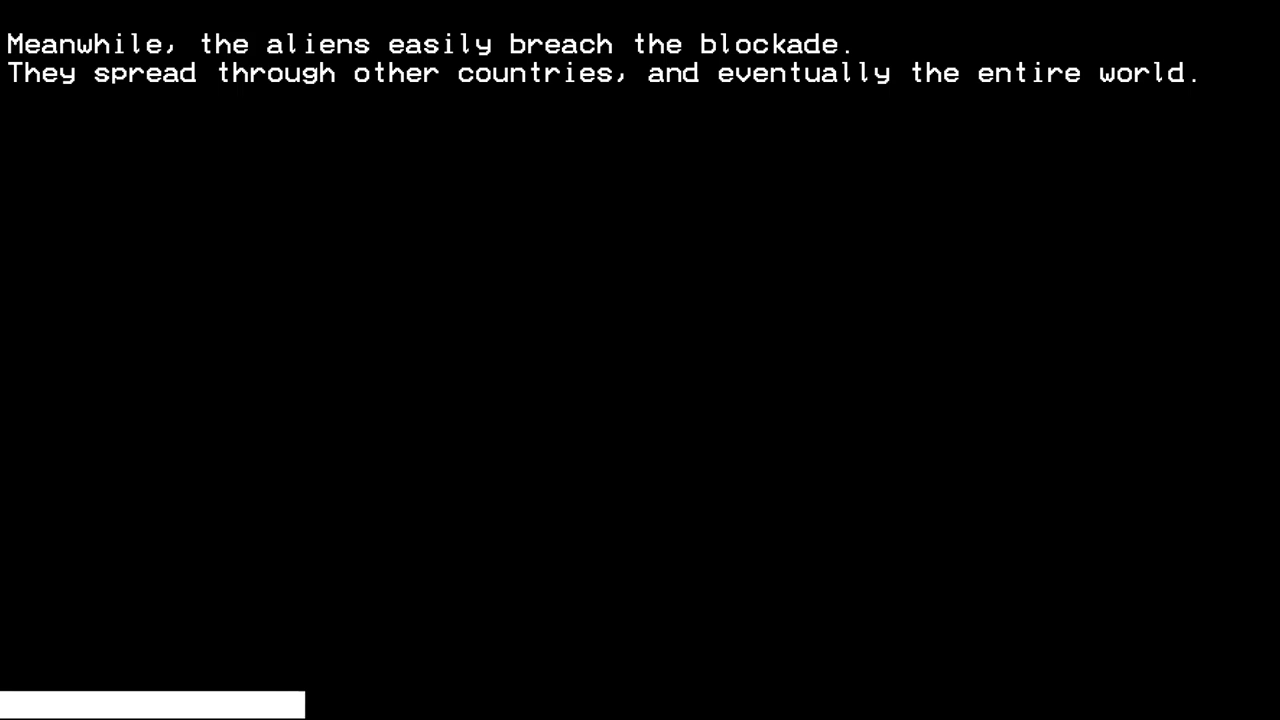 Meanwhile, the aliens easily breach the blockade.
They spread through other countries, and eventually the entire world.